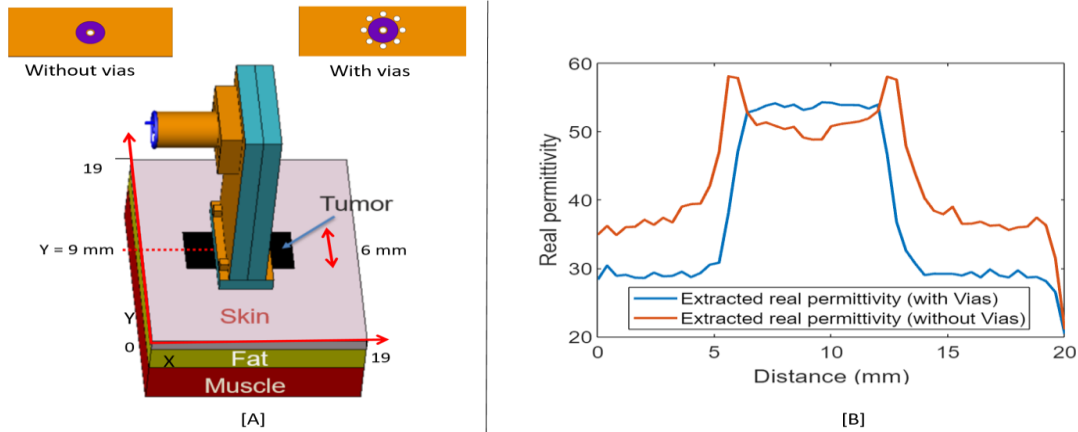 Without vias
With vias
19
Tumor
Y = 9 mm
6 mm
Skin
Y
0
X
19
Fat
Muscle
[A]
Real permittivity
60
50
40
30
20
Extracted real permittivity (with Vias)
Extracted real permittivity (without Vias)
0 5 10 15 20
Distance (mm)
[B]